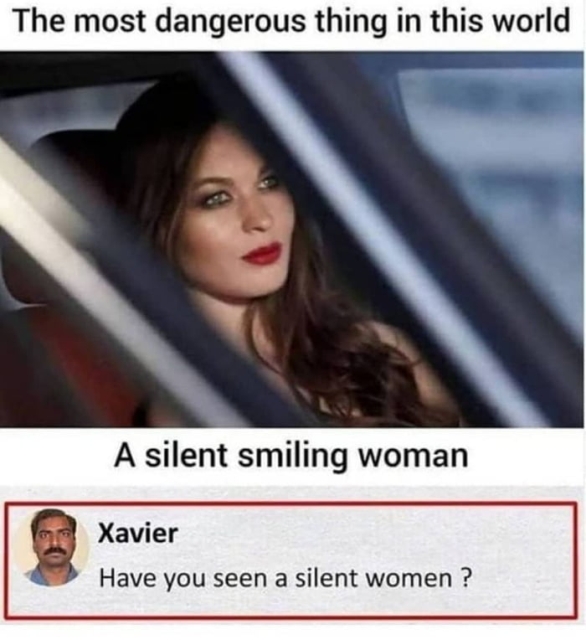 The most dangerous thing in this world
A silent smiling woman
Xavier
Have you seen a silent women ?